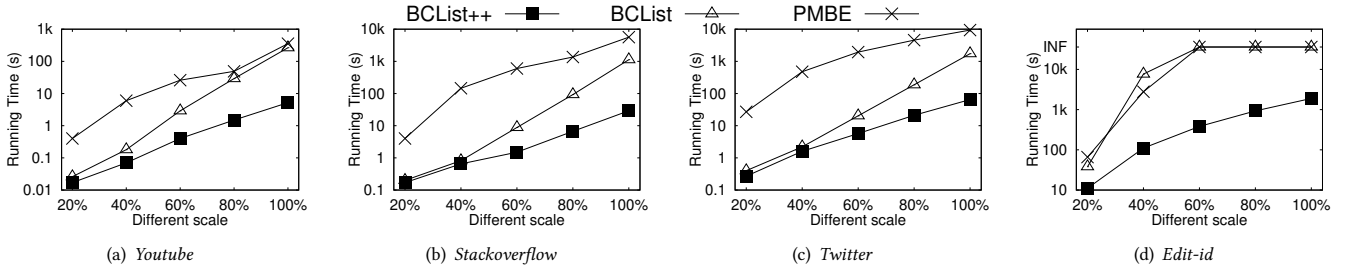 BCList++ BCList PMBE
Running Time (s)
1k
100
10
1
0.1
0.01
20% 40% 60% 80% 100%
Different scale
(a) Youtube
Running Time (s)
10k
1k
100
10
1
0.1
20% 40% 60% 80% 100%
Different scale
(b) Stackoverflow
Running Time (s)
10k
1k
100
10
1
0.1
20% 40% 60% 80% 100%
Different scale
(c) Twitter
Running Time (s)
INF
10k
1k
100
10
20% 40% 60% 80% 100%
Different scale
(d) Edit-id